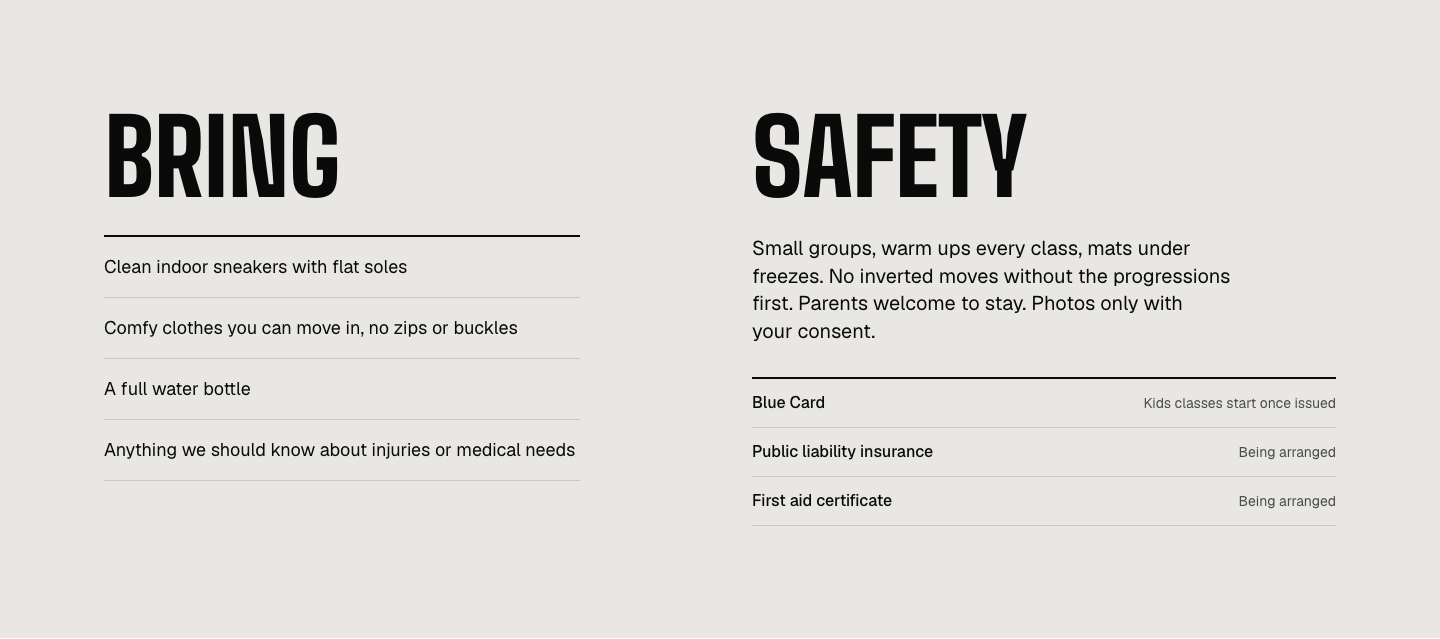 BRING
Clean indoor sneakers with flat soles
Comfy clothes you can move in, no zips or buckles
A full water bottle
Anything we should know about injuries or medical needs
SAFETY
Small groups, warm ups every class, mats under
freezes. No inverted moves without the progressions
first. Parents welcome to stay. Photos only with
your consent.
Blue Card Kids classes start once issued
Public liability insurance Being arranged
First aid certificate Being arranged